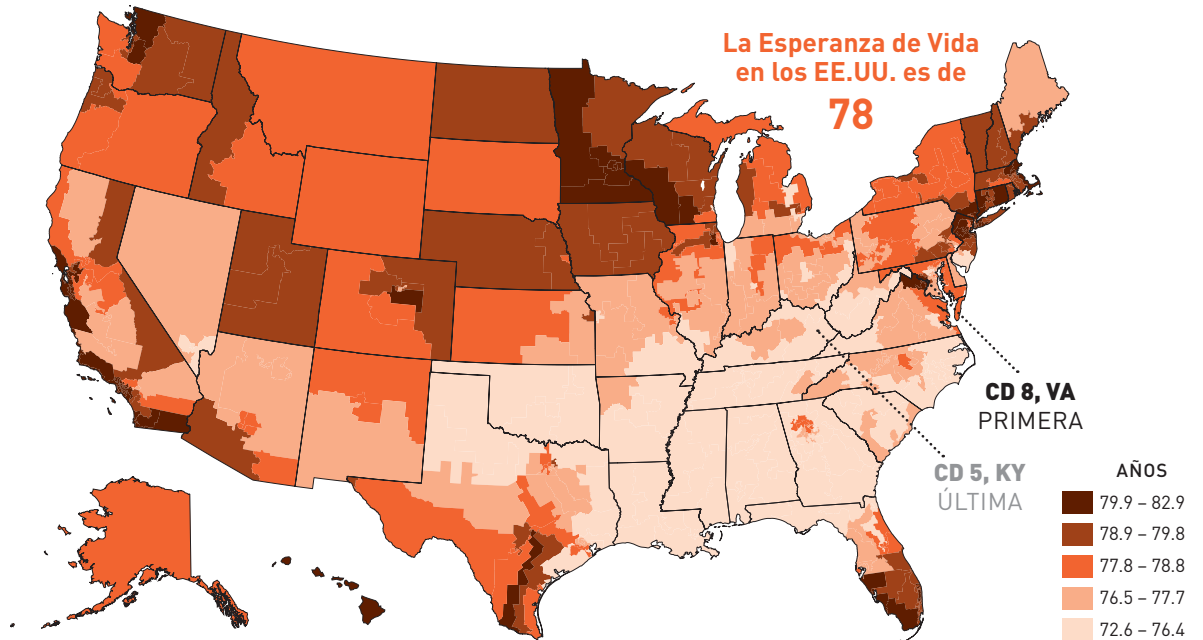 La Esperanza de Vida
en los EE.UU. es de
78
CD 8, VA
PRIMERA
CD 5, KY
ÚLTIMA
AÑOS
79.9 – 82.9
78.9 – 79.8
77.8 – 78.8
76.5 – 77.7
72.6 – 76.4